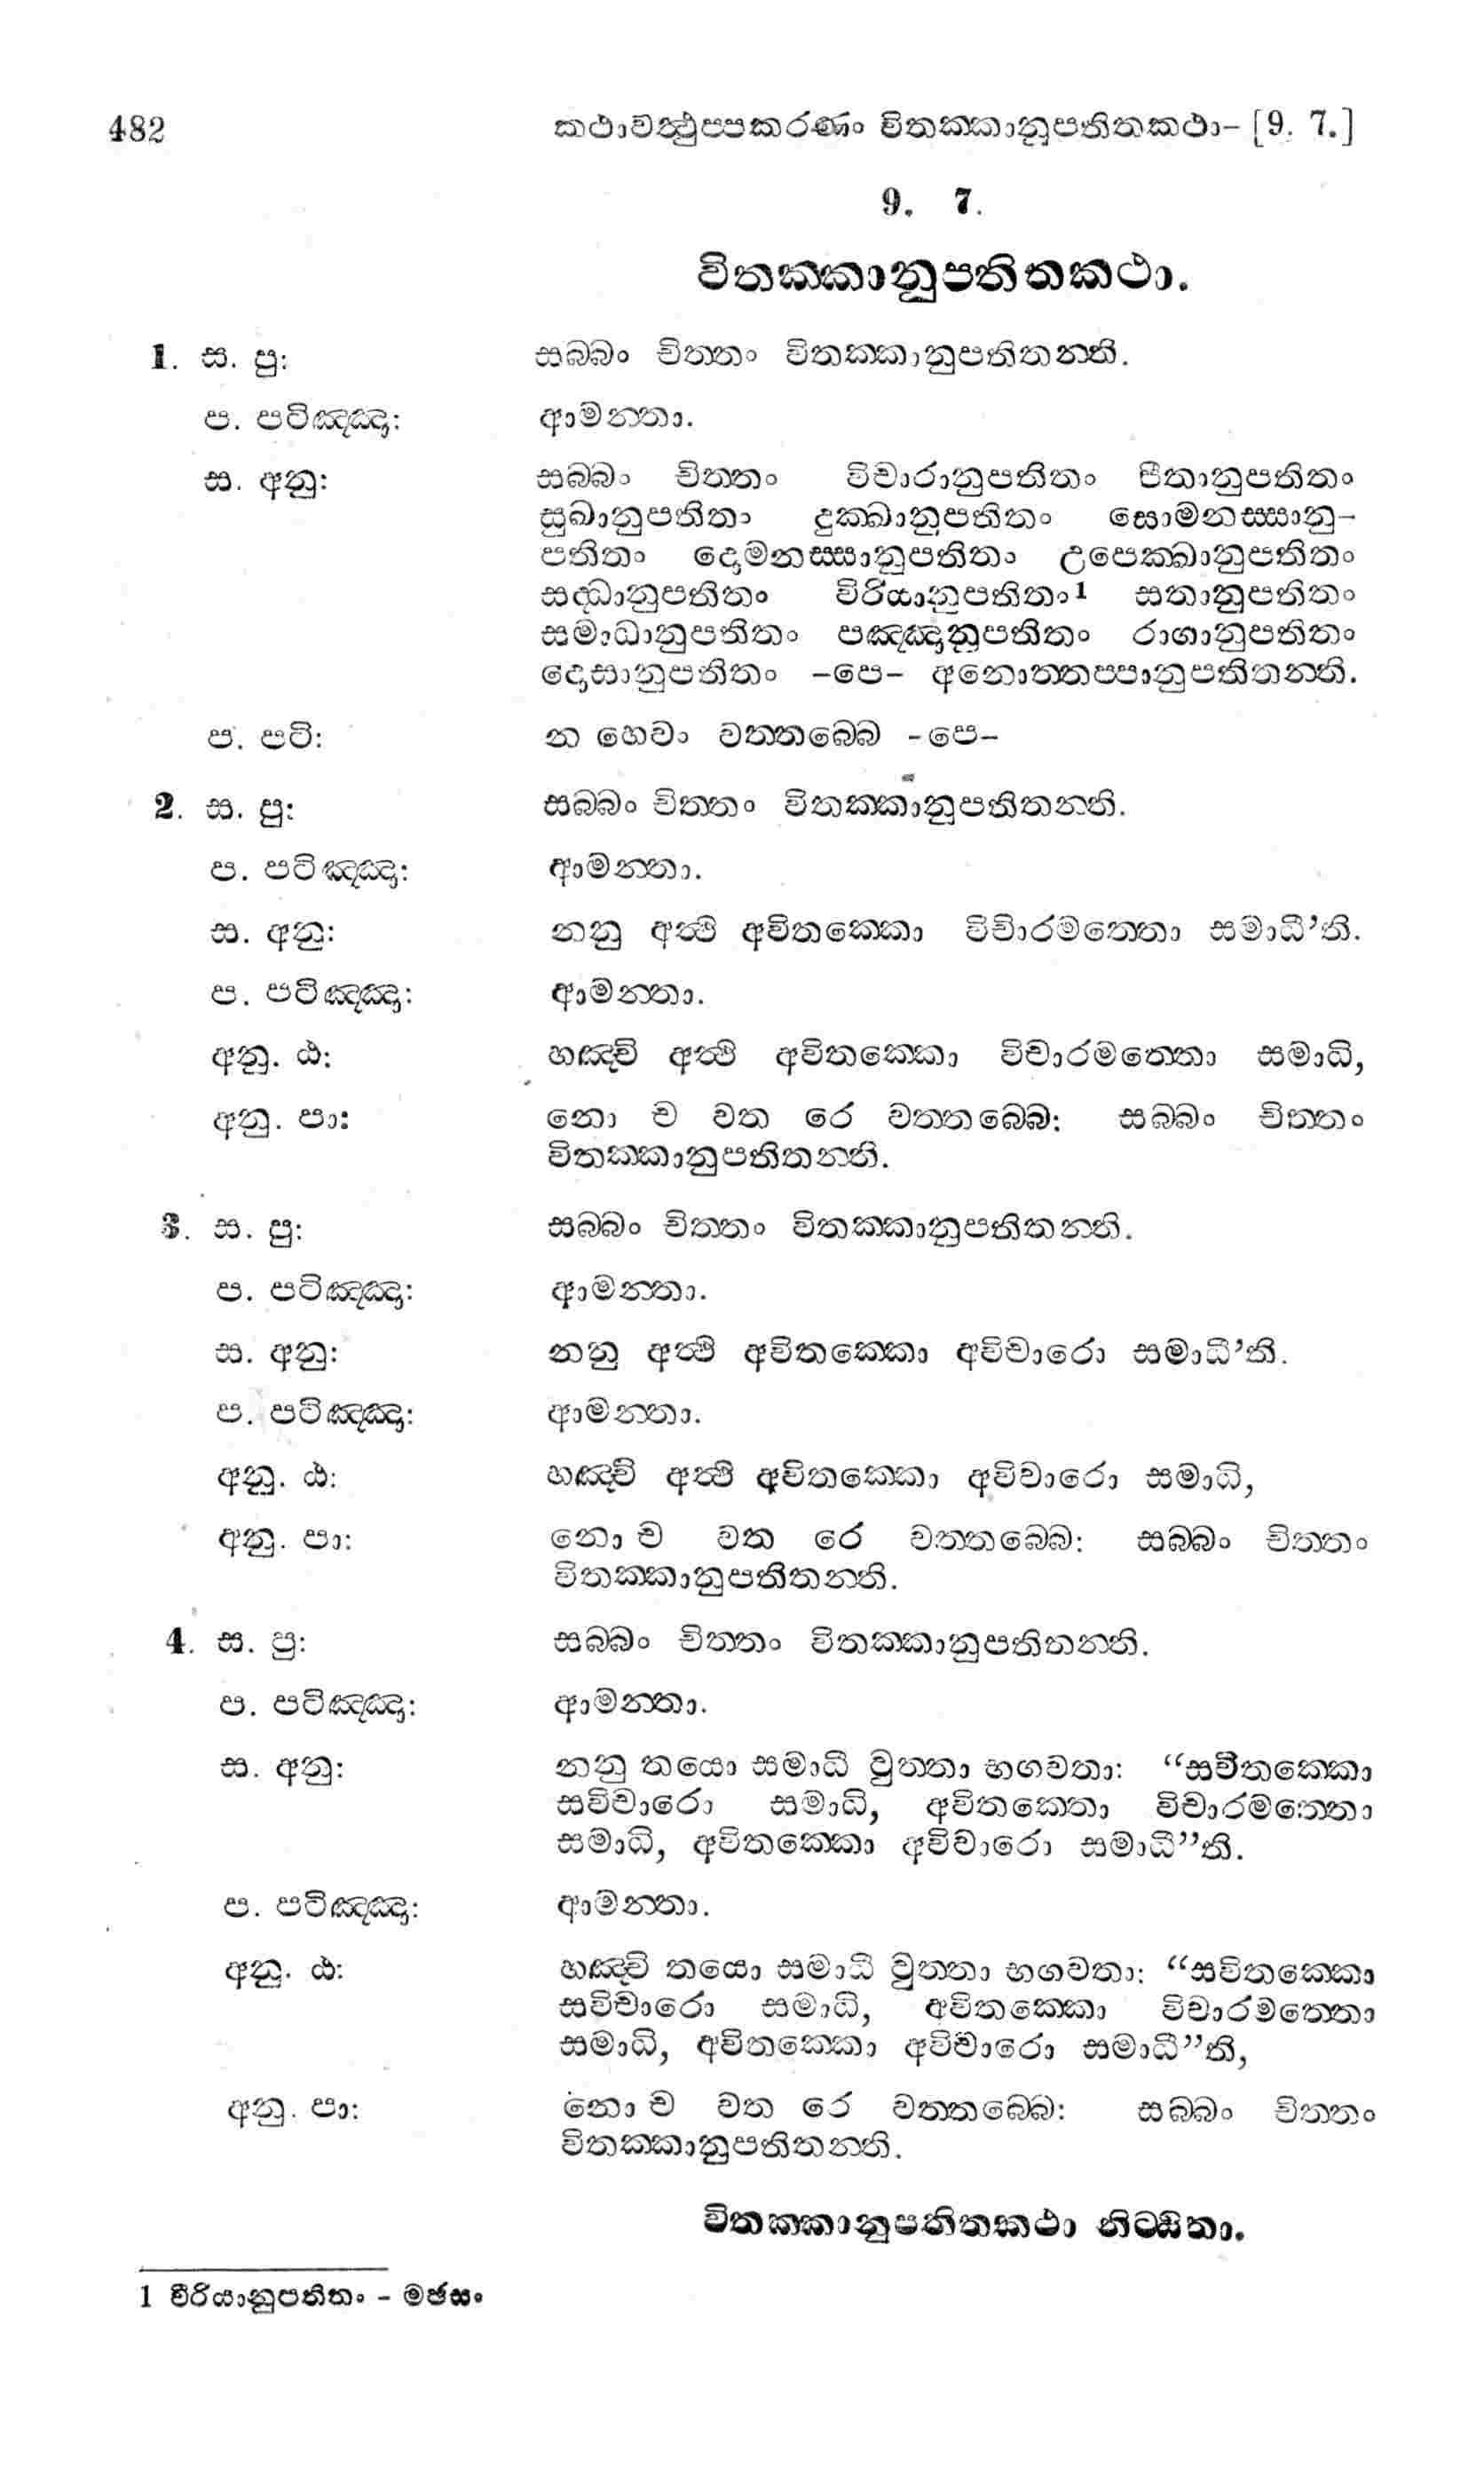 482 කථාවත්ථුප්පකරණං විතක්කානුපතිතකථා– [9. 7.]
9. 7.
විතක්කානුපතිතකථා.
1. ස. පු: සබ්බං චිත්තං විතක්කානුපතිතන්ති.
ප. පටිඤ්ඤා: ආමන්තා.
ස. අනු: සබ්බං චිත්තං විචාරානුපතිතං පීතානුපතිතං
සුඛානුපතිතං දුක්ඛානුපතිතං සොමනස්සානු-
පතිතං දොමනස්සානුපතිතං උපෙක්ඛානුපතිතං
සද්ධානුපතිතං විරියානුපතිතං1 සතානුපතිතං
සමාධානුපතිතං පඤ්ඤානුපතිතං රාගානුපතිතං
දොසානුපතිතං –පෙ– අනොත්තප්පානුපතිතන්ති.
ප. පටි: න හෙවං වත්තබ්බෙ –පෙ–
2. ස. පු: සබ්බං චිත්තං විතක්කානුපතිතන්ති.
ප. පටිඤ්ඤා: ආමන්තා.
ස. අනු: නනු අත්ථි අවිතක්කො විචාරමත්තො සමාධී’ති.
ප. පටිඤ්ඤා: ආමන්තා.
අනු. ඨ: හඤ්චි අත්ථි අවිතක්කො විචාරමත්තො සමාධි,
අනු. පා: නො ච වත රෙ වත්තබ්බෙ: සබ්බං චිත්තං
විතක්කානුපතිතන්ති.
3. ස. පු: සබ්බං චිත්තං විතක්කානුපතිතන්ති.
ප. පටිඤ්ඤා: ආමන්තා.
ස. අනු: නනු අත්ථි අවිතක්කො අවිචාරො සමාධී’ති.
ප. පටිඤ්ඤා: ආමන්තා.
අනු. ඨ: හඤ්චි අත්ථි අවිතක්කො අවිචාරො සමාධි,
අනු. පා: නො ච වත රෙ වත්තබ්බෙ: සබ්බං චිත්තං
විතක්කානුපතිතන්ති.
4. ස. පු: සබ්බං චිත්තං විතක්කානුපතිතන්ති.
ප. පටිඤ්ඤා: ආමන්තා.
ස. අනු: නනු තයො සමාධී වුත්තා භගවතා: “සවිතක්කො
සවිචාරො සමාධි, අවිතක්තො විචාරමත්තො
සමාධි, අවිතක්කො අවිචාරො සමාධී”ති.
ප. පටිඤ්ඤා: ආමන්තා.
අනු. ඨ: හඤ්චි තයො සමාධී වුත්තා භගවතා: “සවිතක්කො
සවිචාරො සමාධි, අවිතක්කො විචාරමත්තො
සමාධි, අවිතක්කො අවිචාරො සමාධී”ති,
අනු. පා: නො ච වත රෙ වත්තබ්බෙ: සබ්බං චිත්තං
විතක්කානුපතිතන්ති.
විතක්කානුපතිතකථා නිට්ඨිතා.
1 වීරියානුපතිතං – මජසං